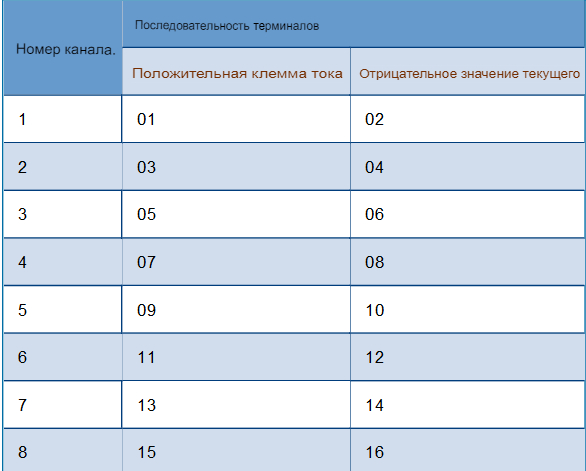 Номер канала.
Последовательность терминалов
Положительная клемма тока Отрицательное значение текущего
1 01 02
2 03 04
3 05 06
4 07 08
5 09 10
6 11 12
7 13 14
8 15 16